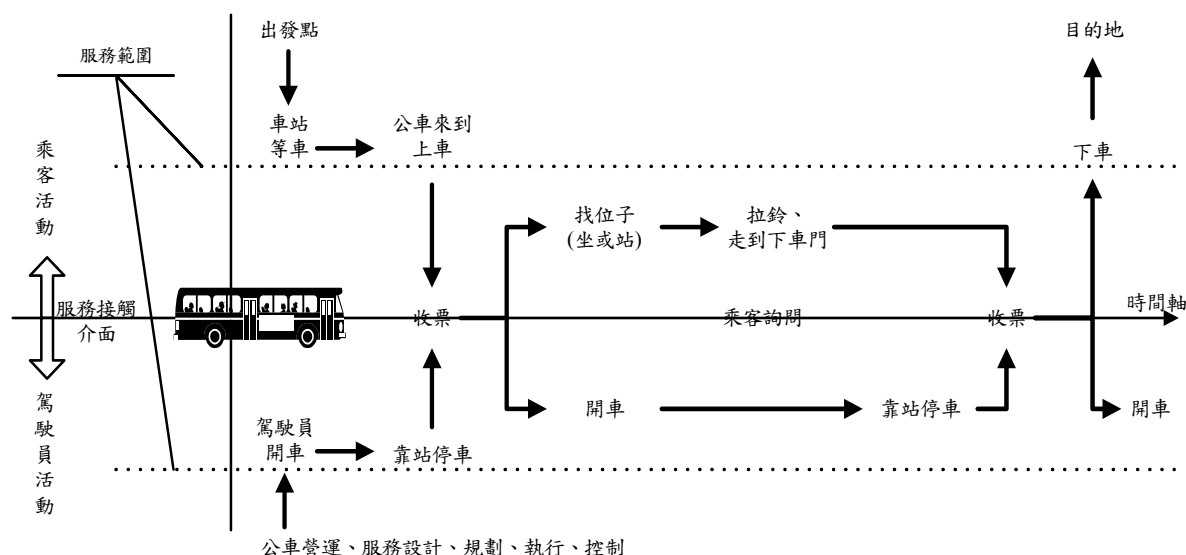 出發點
目的地
服務範圍
車站
等車
公車來到
上車
下車
乘客活動
找位子
(坐或站)
拉鈴、
走到下車門
服務接觸
介面
收票
乘客詢問
收票
時間軸
駕駛員活動
開車
靠站停車
開車
駕駛員
開車
靠站停車
公車營運、服務設計、規劃、執行、控制